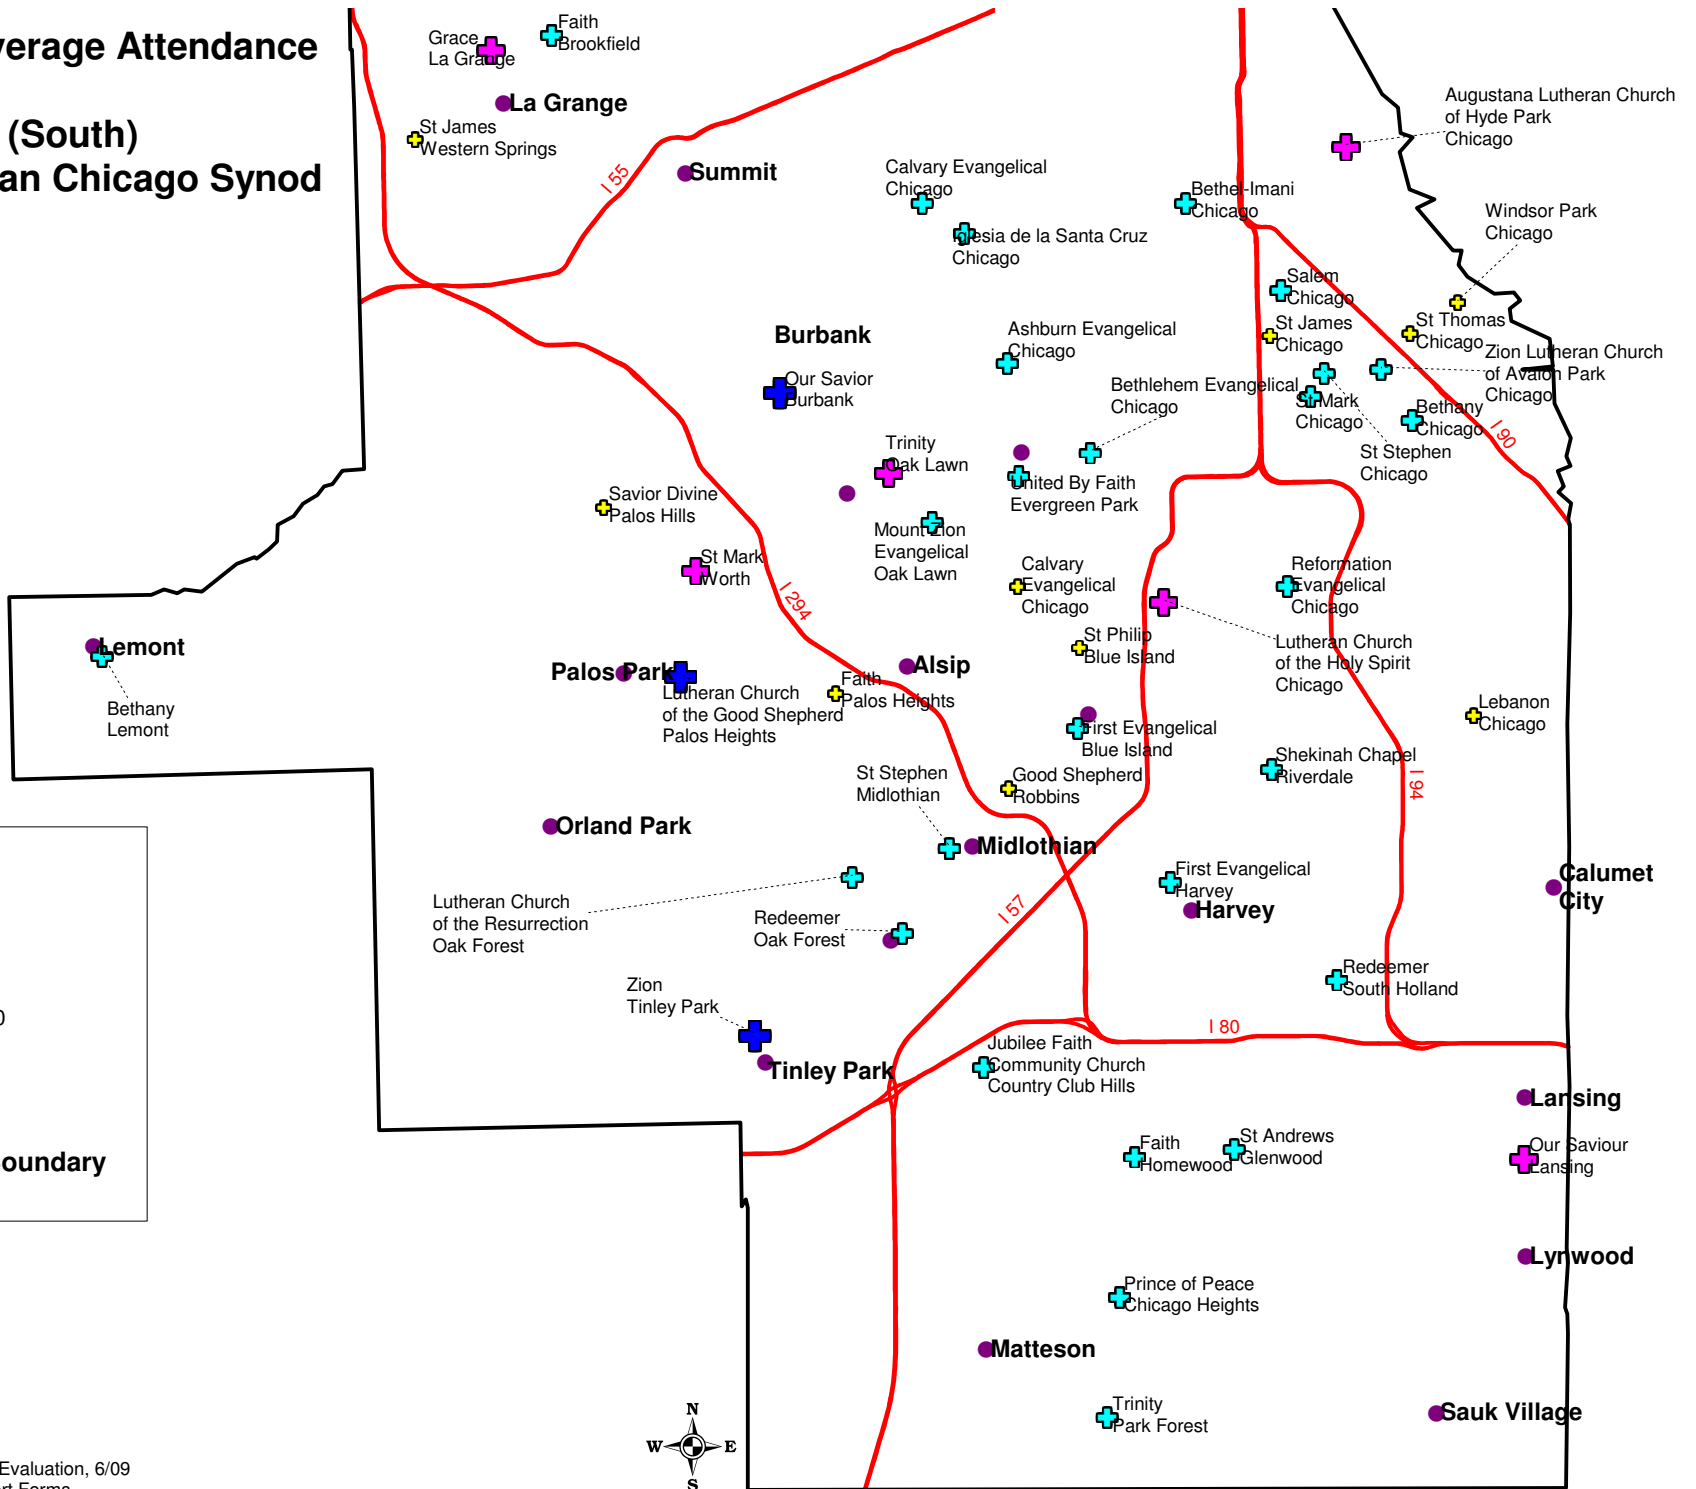 verage Attendance
(South)
an Chicago Synod
Grace
La Grange
Faith
Brookfield
La Grange
St James
Western Springs
I 55
Summit
Calvary Evangelical
Chicago
Iglesia de la Santa Cruz
Chicago
Bethel-Imani
Chicago
Augustana Lutheran Church
of Hyde Park
Chicago
Windsor Park
Chicago
Salem
Chicago
St James
Chicago
St Thomas
Chicago
Zion Lutheran Church
of Avalon Park
Chicago
Burbank
Our Savior
Burbank
Ashburn Evangelical
Chicago
Bethlehem Evangelical
Chicago
St Mark
Chicago
Bethany
Chicago
I 90
St Stephen
Chicago
Trinity
Oak Lawn
United By Faith
Evergreen Park
Savior Divine
Palos Hills
Mount Zion
Evangelical
Oak Lawn
St Mark
Worth
I 294
Calvary
Evangelical
Chicago
Reformation
Evangelical
Chicago
St Philip
Blue Island
Lutheran Church
of the Holy Spirit
Chicago
Lemont
Bethany
Lemont
Palos Park
Lutheran Church
of the Good Shepherd
Palos Heights
Faith
Palos Heights
Alsip
Lebanon
Chicago
First Evangelical
Blue Island
Shekinah Chapel
Riverdale
I 94
St Stephen
Midlothian
Good Shepherd
Robbins
Orland Park
Midlothian
First Evangelical
Harvey
Harvey
Calumet
City
Lutheran Church
of the Resurrection
Oak Forest
Redeemer
Oak Forest
I 57
Redeemer
South Holland
Zion
Tinley Park
0
I 80
Tinley Park
Jubilee Faith
Community Church
Country Club Hills
Lansing
Faith
Homewood
St Andrews
Glenwood
Our Saviour
Lansing
oundary
Lynwood
Prince of Peace
Chicago Heights
Matteson
Trinity
Park Forest
Sauk Village
N
W E
S
Evaluation, 6/09
rt Forms